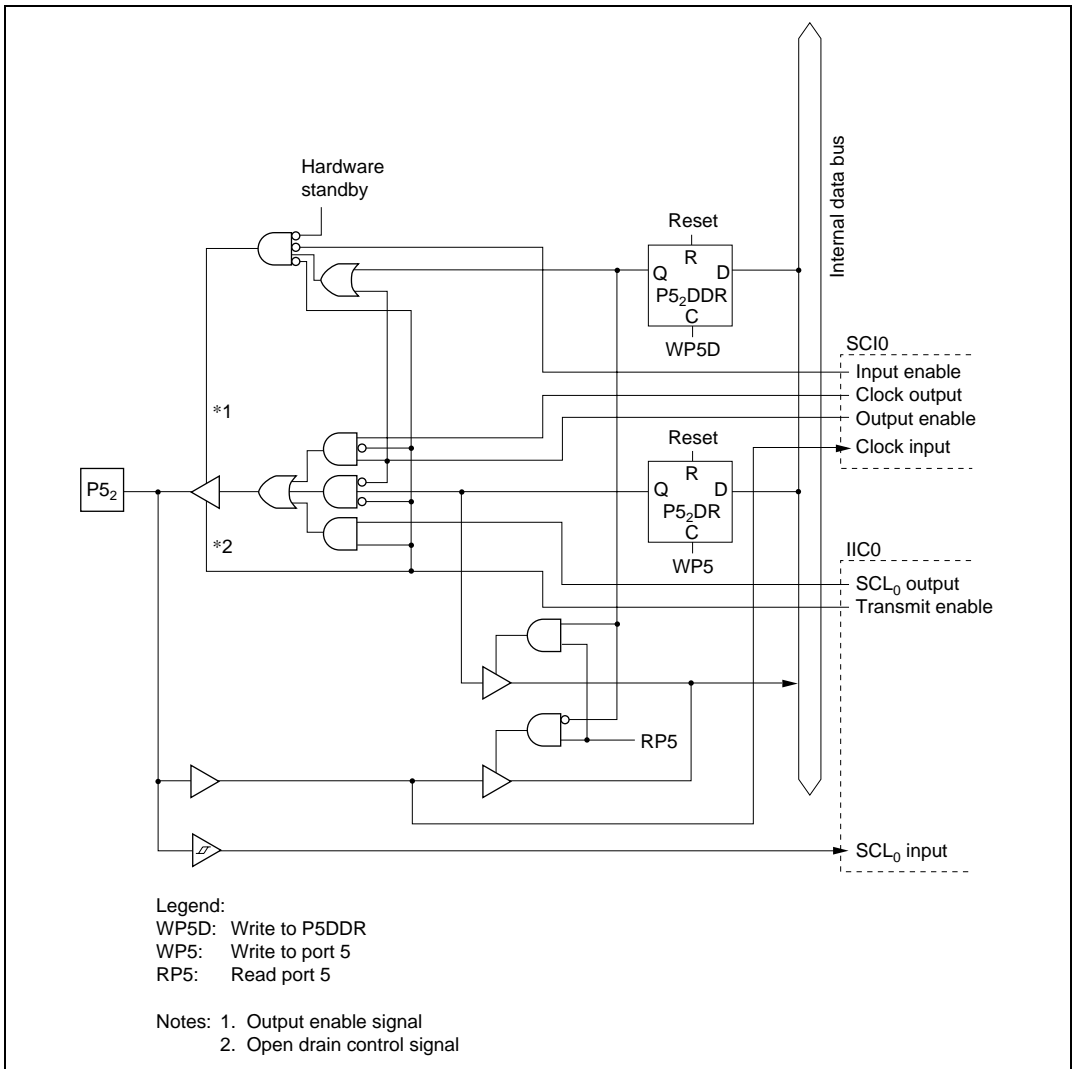 Hardware
standby
Internal data bus
Reset
R
Q D
P5₂DDR
C
WP5D
SCI0
Input enable
Clock output
Output enable
Clock input
*1
Reset
R
Q D
P5₂DR
C
WP5
P5₂
*2
IIC0
SCL₀ output
Transmit enable
RP5
SCL₀ input
Legend:
WP5D: Write to P5DDR
WP5: Write to port 5
RP5: Read port 5
Notes: 1. Output enable signal
2. Open drain control signal